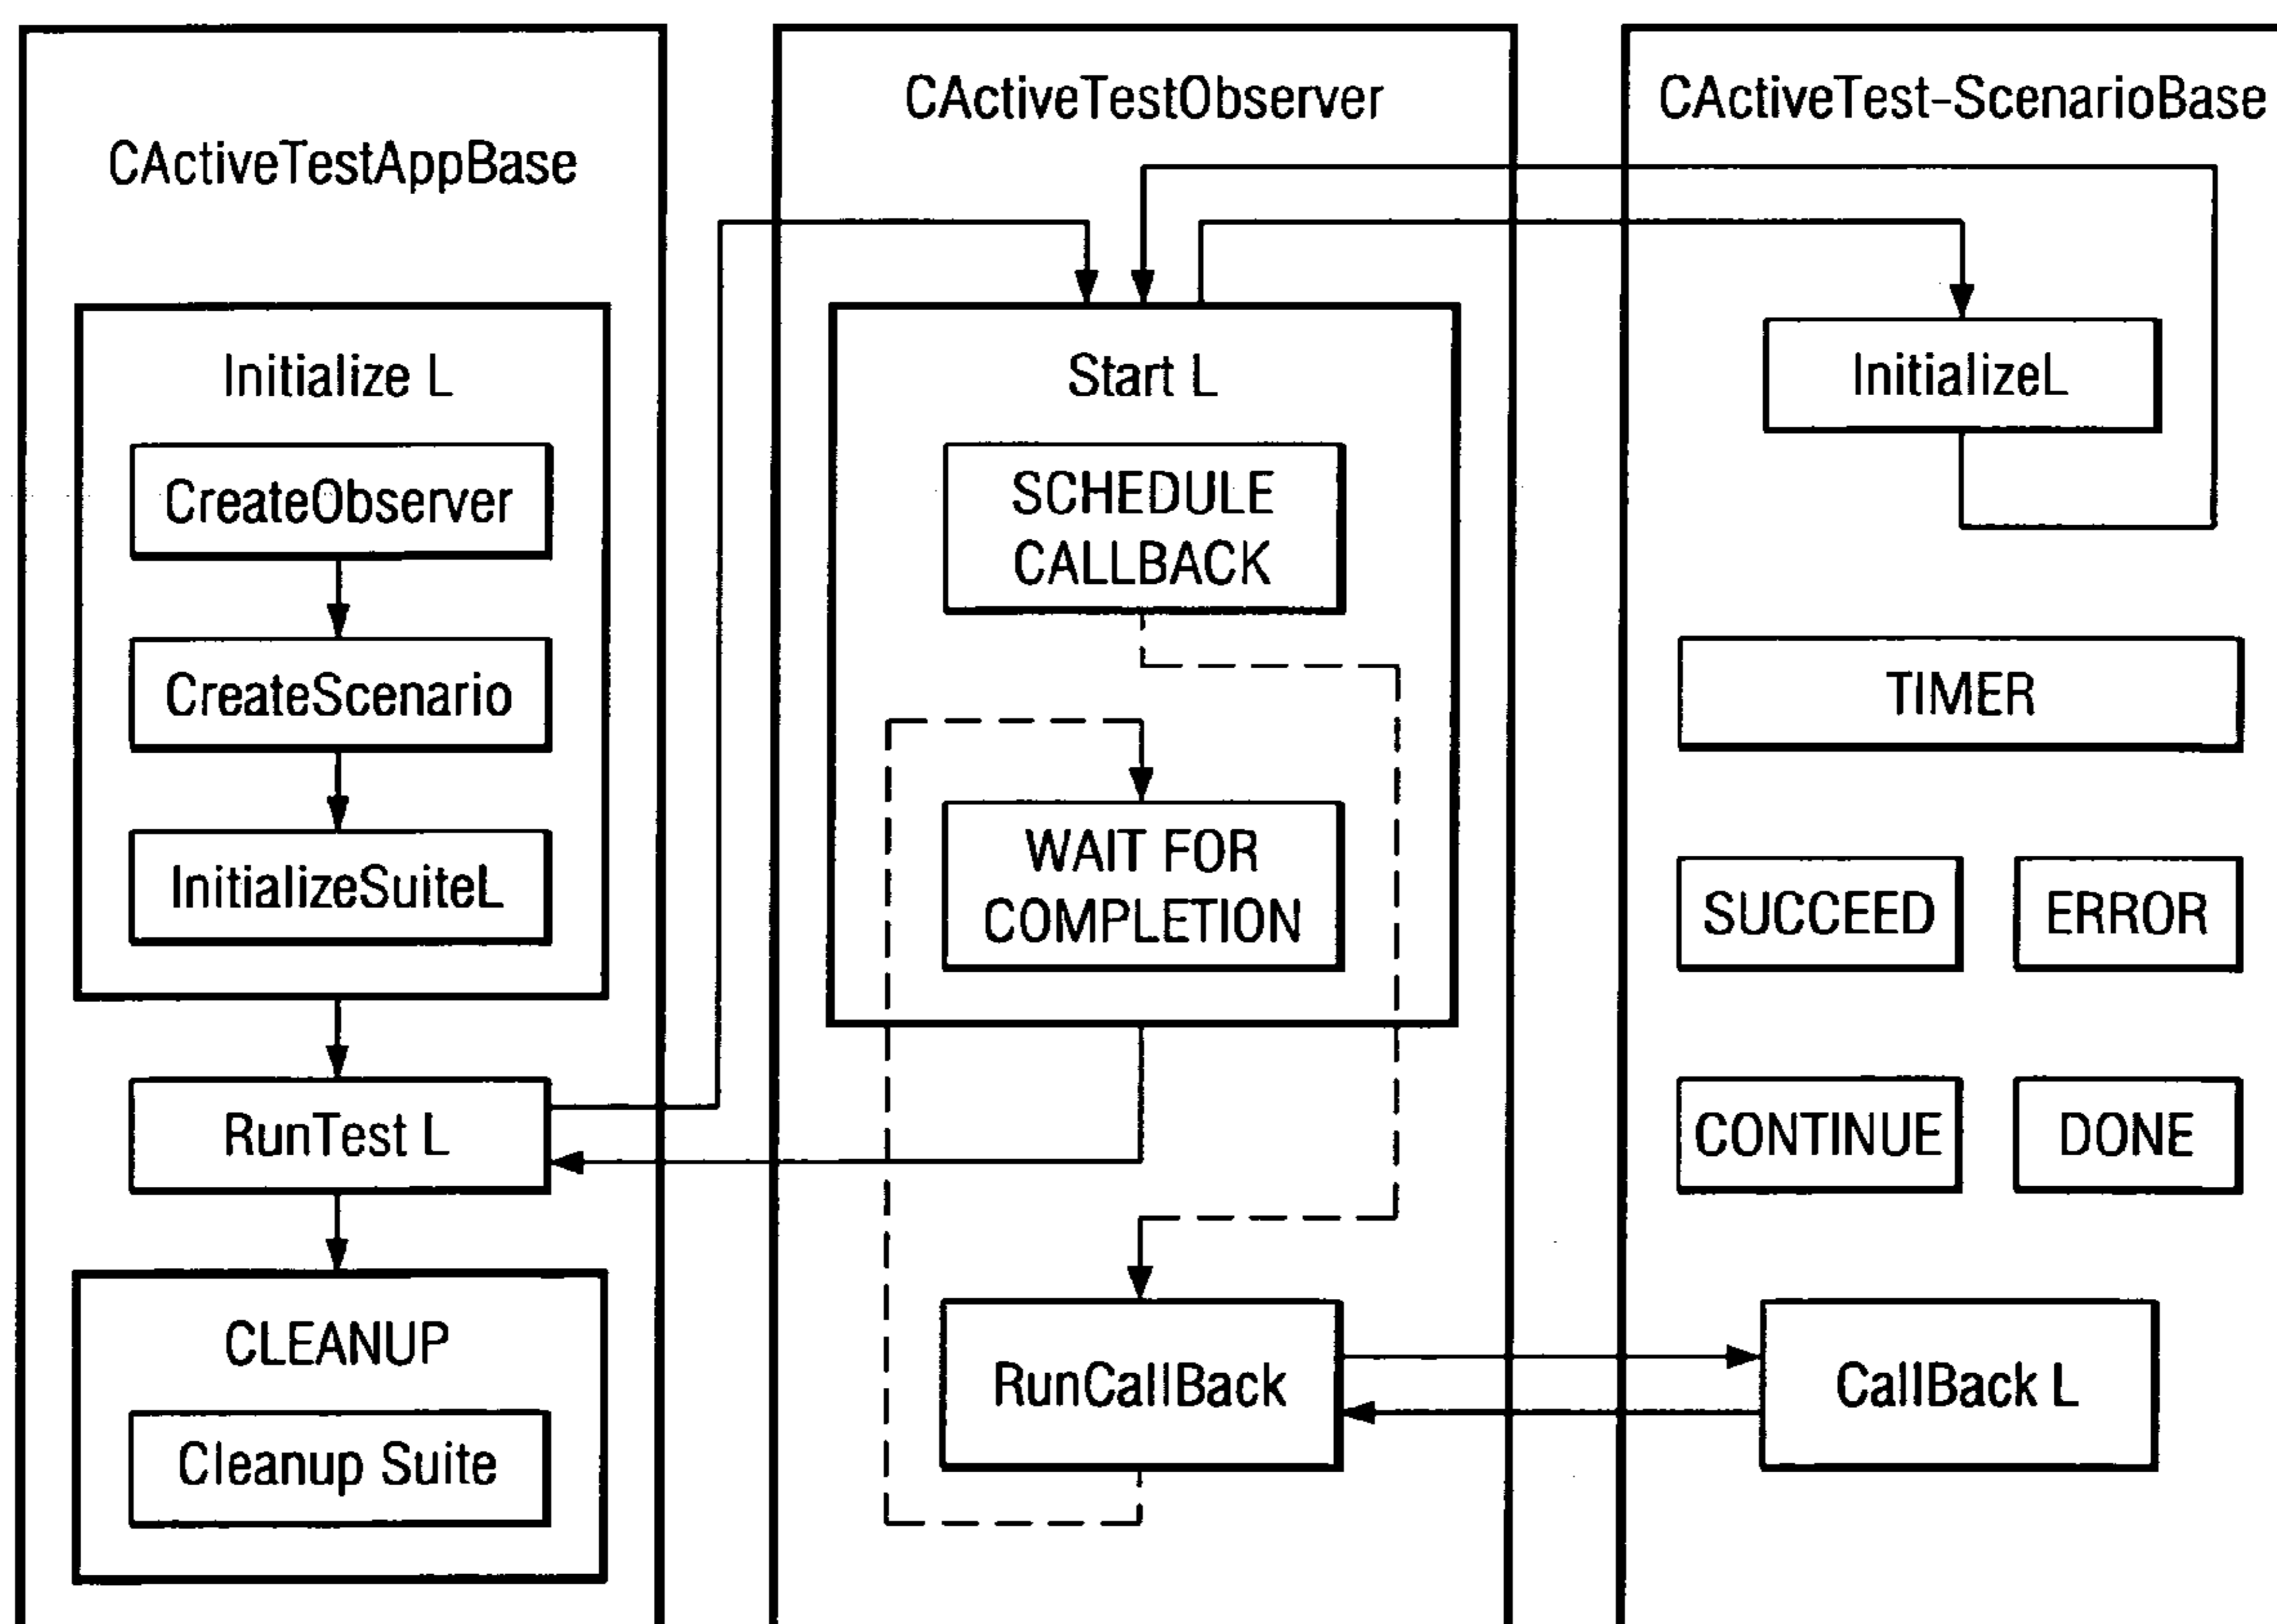 CActiveTestAppBase
Initialize L
CreateObserver
CreateScenario
InitializeSuiteL
RunTest L
CLEANUP
Cleanup Suite
CActiveTestObserver
Start L
SCHEDULE
CALLBACK
WAIT FOR
COMPLETION
RunCallBack
CActiveTest-ScenarioBase
InitializeL
TIMER
SUCCEED
ERROR
CONTINUE
DONE
CallBack L